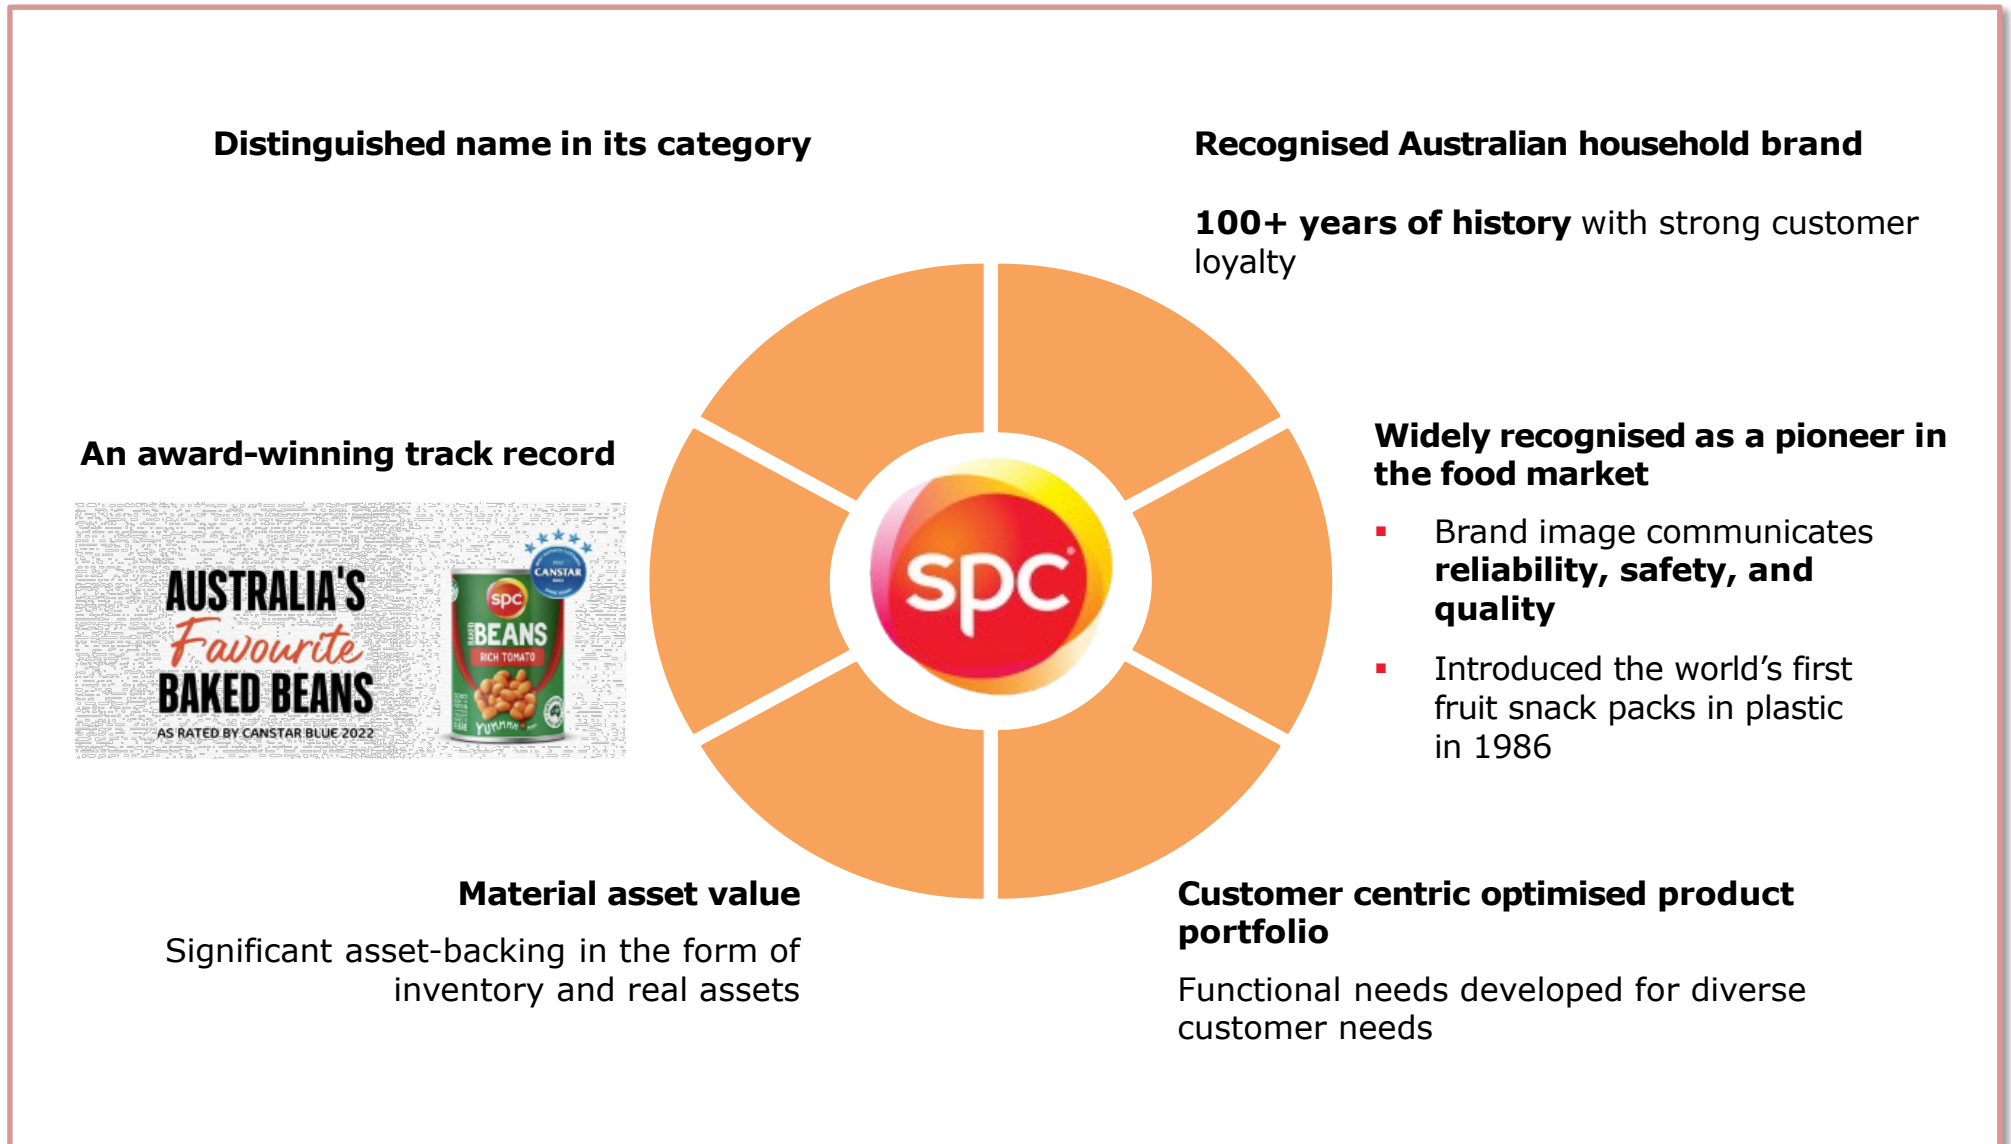 Distinguished name in its category
Recognised Australian household brand
100+ years of history with strong customer
loyalty
An award-winning track record
AUSTRALIA'S
Favourite
BAKED BEANS
AS RATED BY CANSTAR BLUE 2022
CANSTAR
spc
BAKED
BEANS
RICH TOMATO
YUMMMM
spc
Widely recognised as a pioneer in
the food market
▪ Brand image communicates
reliability, safety, and
quality
▪ Introduced the world’s first
fruit snack packs in plastic
in 1986
Material asset value
Significant asset-backing in the form of
inventory and real assets
Customer centric optimised product
portfolio
Functional needs developed for diverse
customer needs